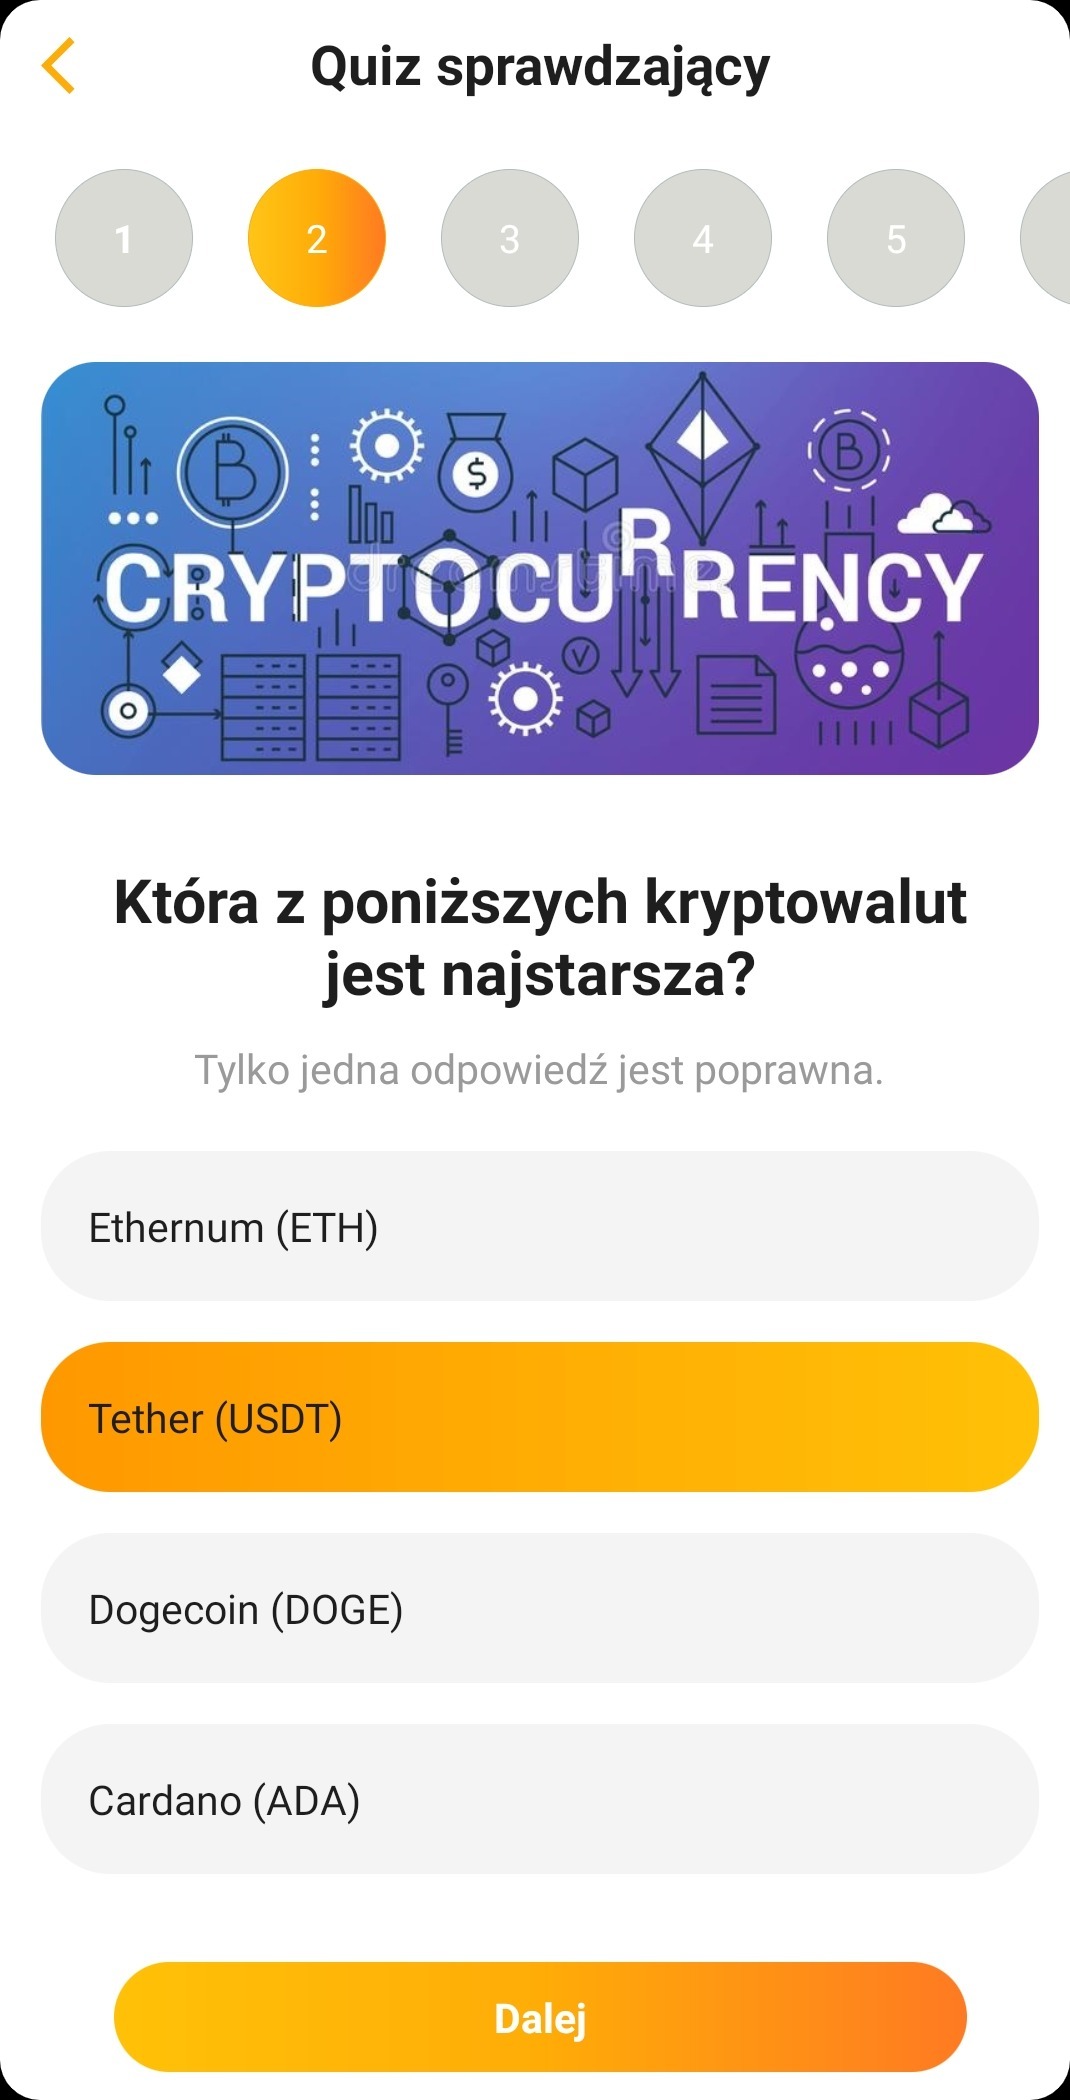 Quiz sprawdzający
1 2 3 4 5
CRYPTOCURRENCY
Która z poniższych kryptowalut
jest najstarsza?
Tylko jedna odpowiedź jest poprawna.
Ethernum (ETH)
Tether (USDT)
Dogecoin (DOGE)
Cardano (ADA)
Dalej